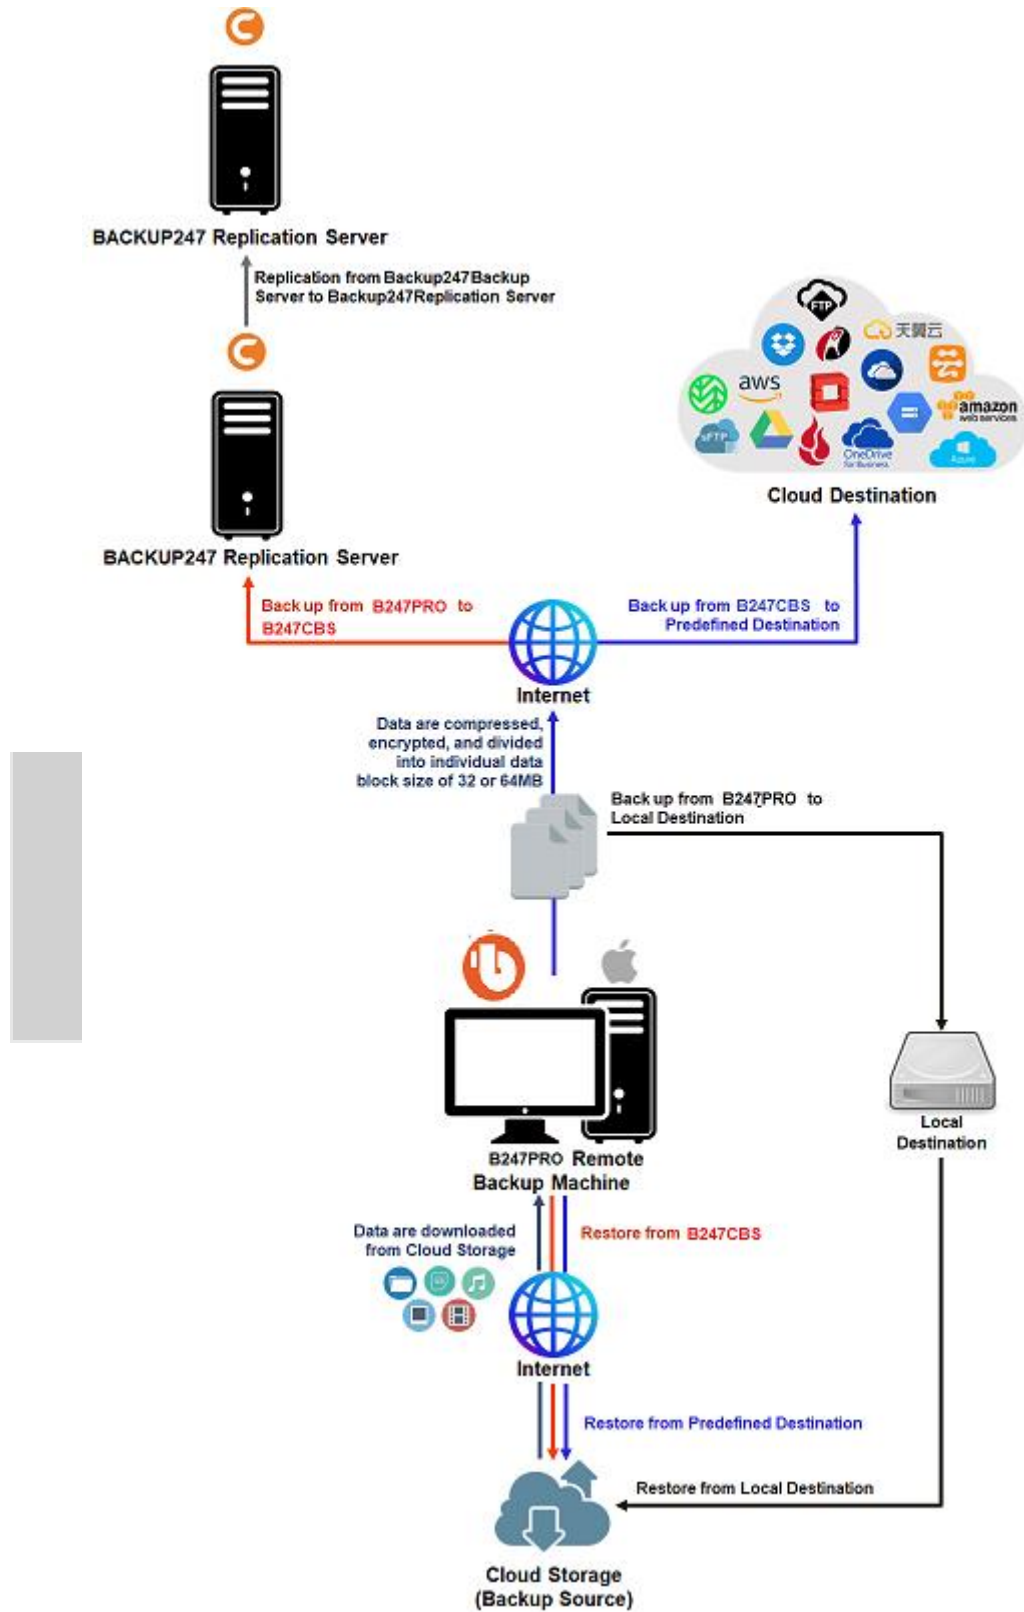 BACKUP247 Replication Server
Replication from Backup247Backup
Server to Backup247Replication Server
FTP
天翼云
aws
amazon
web services
sFTP
OneDrive
for Business
Azure
Cloud Destination
BACKUP247 Replication Server
Back up from B247PRO to
B247CBS
Back up from B247CBS to
Predefined Destination
Internet
Data are compressed,
encrypted, and divided
into individual data
block size of 32 or 64MB
Back up from B247PRO to
Local Destination
Local
Destination
B247PRO Remote
Backup Machine
Data are downloaded
from Cloud Storage
Restore from B247CBS
Internet
Restore from Predefined Destination
Restore from Local Destination
Cloud Storage
(Backup Source)